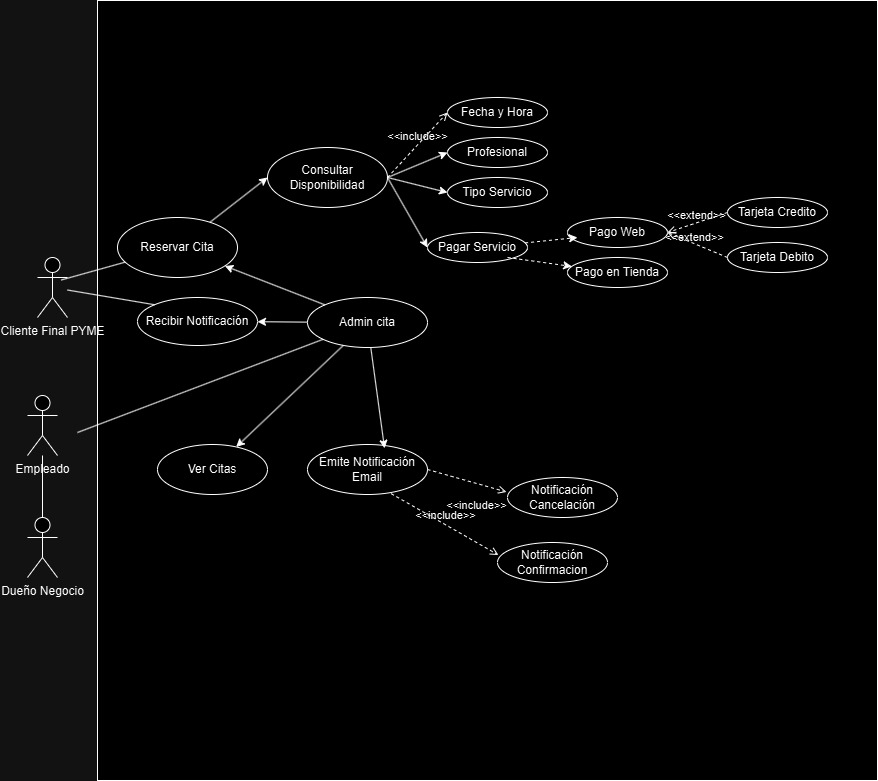 Fecha y Hora
<<include>>
Profesional
Consultar
Disponibilidad
Tipo Servicio
Tarjeta Credito
<<extend>>
Pago Web
<<extend>>
Reservar Cita
Pagar Servicio
Tarjeta Debito
Pago en Tienda
Cliente Final PYME
Recibir Notificación
Admin cita
Empleado
Ver Citas
Emite Notificación
Email
Notificación
Cancelación
<<include>>
<<include>>
Notificación
Confirmacion
Dueño Negocio